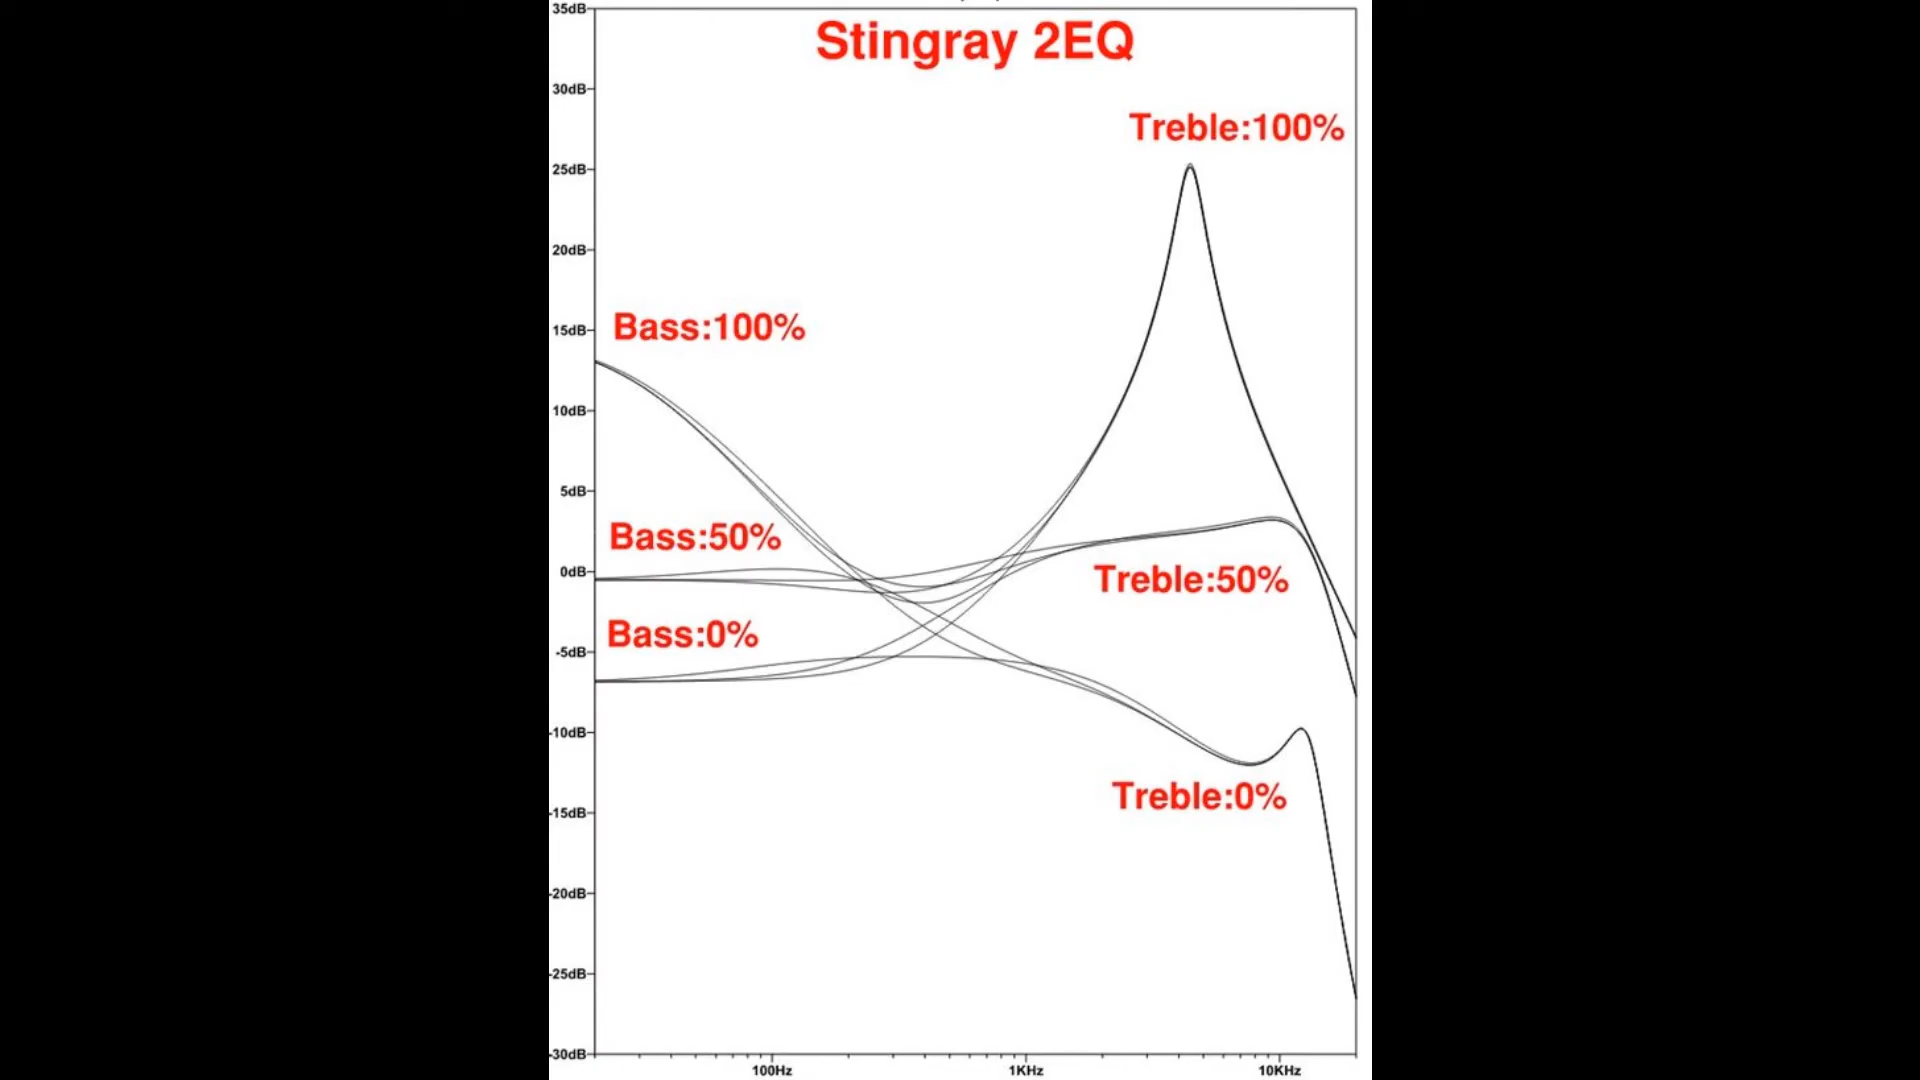 35dB
Stingray 2EQ
30dB
Treble:100%
25dB
20dB
15dB
Bass:100%
10dB
5dB
Bass:50%
0dB
Treble:50%
Bass:0%
-5dB
-10dB
Treble:0%
-15dB
-20dB
-25dB
-30dB
100Hz 1KHz 10KHz